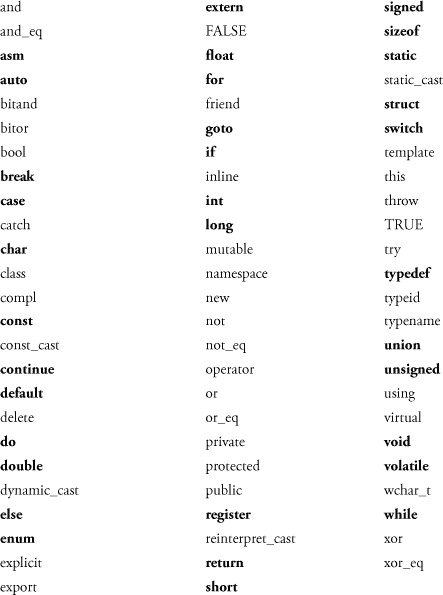 and
and_eq
asm
auto
bitand
bitor
bool
break
case
catch
char
class
compl
const
const_cast
continue
default
delete
do
double
dynamic_cast
else
enum
explicit
export
extern
FALSE
float
for
friend
goto
if
inline
int
long
mutable
namespace
new
not
not_eq
operator
or
or_eq
private
protected
public
register
reinterpret_cast
return
short
signed
sizeof
static
static_cast
struct
switch
template
this
throw
TRUE
try
typedef
typeid
typename
union
unsigned
using
virtual
void
volatile
wchar_t
while
xor
xor_eq